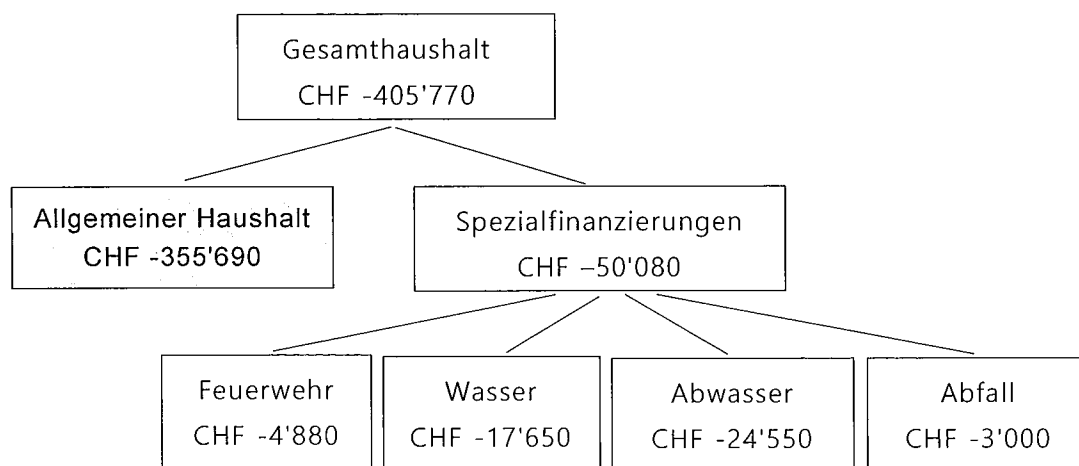 Gesamthaushalt
CHF -405'770
Allgemeiner Haushalt
CHF -355'690
Spezialfinanzierungen
CHF –50'080
Feuerwehr
CHF -4'880
Wasser
CHF -17'650
Abwasser
CHF -24'550
Abfall
CHF -3'000